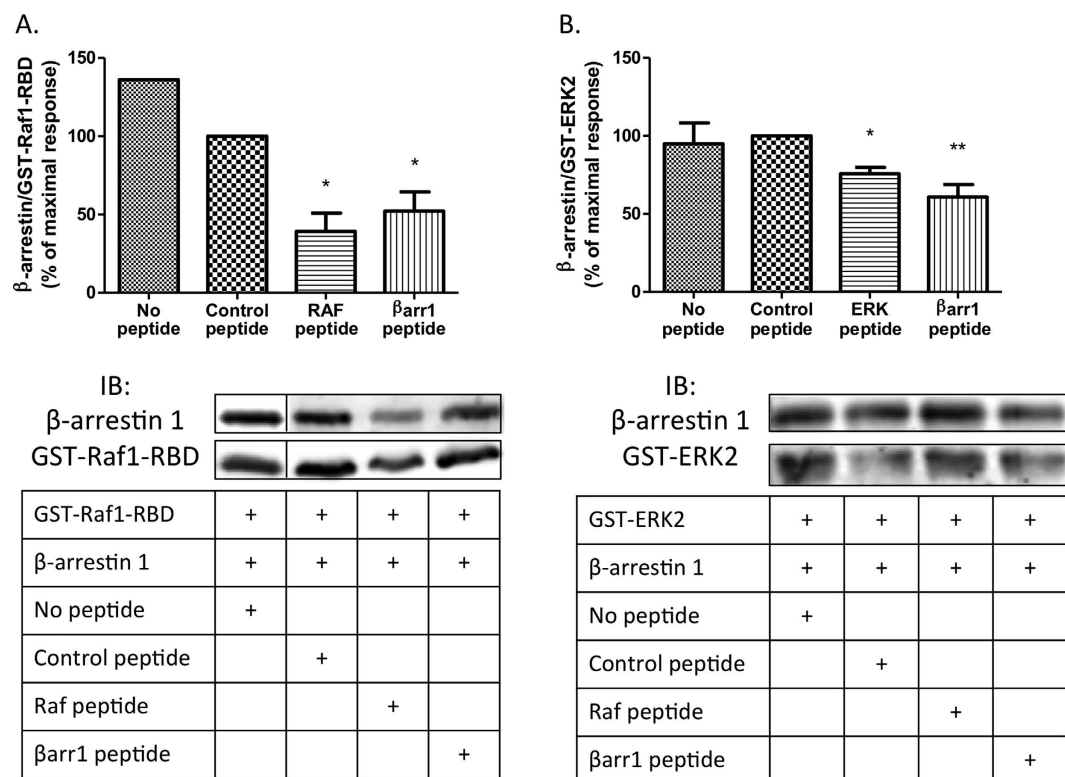 A.
β-arrestin/GST-Raf1-RBD
(% of maximal response)
150
100
50
0
*
*
No peptide
Control peptide
RAF peptide
βarr1 peptide
IB:
β-arrestin 1
GST-Raf1-RBD
GST-Raf1-RBD + + + +
β-arrestin 1 + + + +
No peptide +
Control peptide +
Raf peptide +
βarr1 peptide +
B.
β-arrestin/GST-ERK2
(% of maximal response)
150
100
50
0
*
**
No peptide
Control peptide
ERK peptide
βarr1 peptide
IB:
β-arrestin 1
GST-ERK2
GST-ERK2 + + + +
β-arrestin 1 + + + +
No peptide +
Control peptide +
Raf peptide +
βarr1 peptide +